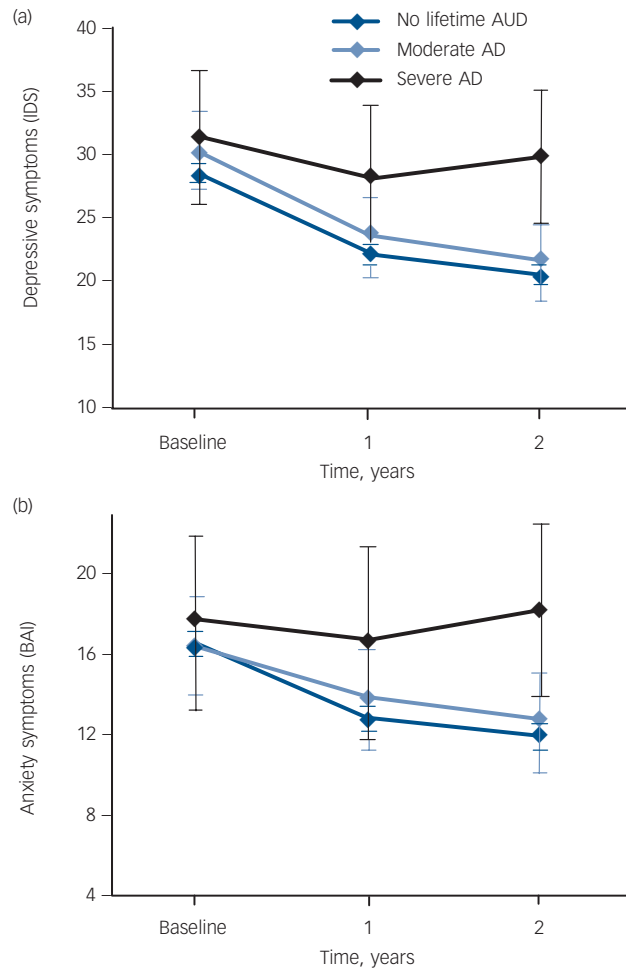 (a)
No lifetime AUD
Moderate AD
Severe AD
Depressive symptoms (IDS)
40
35
30
25
20
15
10
Baseline
1
2
Time, years
(b)
Anxiety symptoms (BAI)
20
16
12
8
4
Baseline
1
2
Time, years